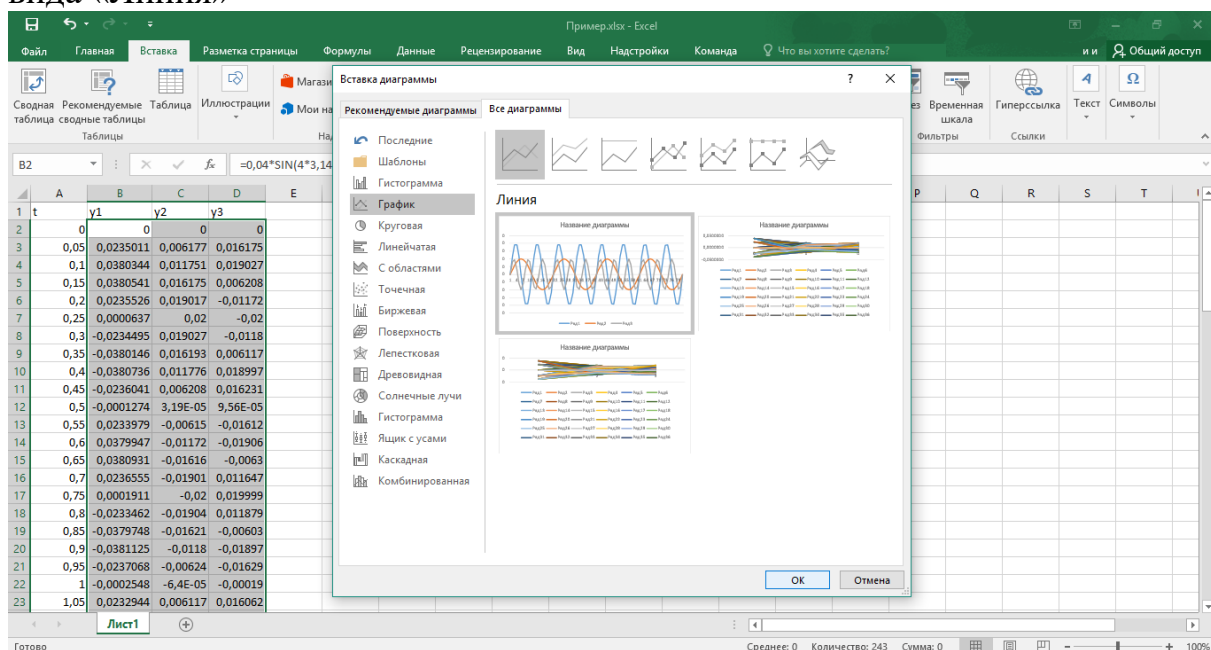 вида «Линия»
Пример.xlsx - Excel
Файл Главная Вставка Разметка страницы Формулы Данные Рецензирование Вид Надстройки Команда Что вы хотите сделать? и и Общий доступ
Сводная таблица Рекомендуемые сводные таблицы Таблица Иллюстрации Магази
Мои на
Таблицы На
ез Временная шкала Гиперссылка Текст Символы
Фильтры Ссылки
B2 fx =0,04*SIN(4*3,14
Вставка диаграммы ? ×
Рекомендуемые диаграммы Все диаграммы
Последние
Шаблоны
Гистограмма
График
Круговая
Линейчатая
С областями
Точечная
Биржевая
Поверхность
Лепестковая
Древовидная
Солнечные лучи
Гистограмма
Ящик с усами
Каскадная
Комбинированная
Линия
Название диаграммы
Название диаграммы
Название диаграммы
ОК Отмена
A B C D E P Q R S T
1 t y1 y2 y3
2 0 0 0 0
3 0,05 0,0235011 0,006177 0,016175
4 0,1 0,0380344 0,011751 0,019027
5 0,15 0,0380541 0,016175 0,006208
6 0,2 0,0235526 0,019017 -0,01172
7 0,25 0,0000637 0,02 -0,02
8 0,3 -0,0234495 0,019027 -0,0118
9 0,35 -0,0380146 0,016193 0,006117
10 0,4 -0,0380736 0,011776 0,018997
11 0,45 -0,0236041 0,006208 0,016231
12 0,5 -0,0001274 3,19E-05 9,56E-05
13 0,55 0,0233979 -0,00615 -0,01612
14 0,6 0,0379947 -0,01172 -0,01906
15 0,65 0,0380931 -0,01616 -0,0063
16 0,7 0,0236555 -0,01901 0,011647
17 0,75 0,0001911 -0,02 0,019999
18 0,8 -0,0233462 -0,01904 0,011879
19 0,85 -0,0379748 -0,01621 -0,00603
20 0,9 -0,0381125 -0,0118 -0,01897
21 0,95 -0,0237068 -0,00624 -0,01629
22 1 -0,0002548 -6,4E-05 -0,00019
23 1,05 0,0232944 0,006117 0,016062
Лист1
Готово Среднее: 0 Количество: 243 Сумма: 0 100%